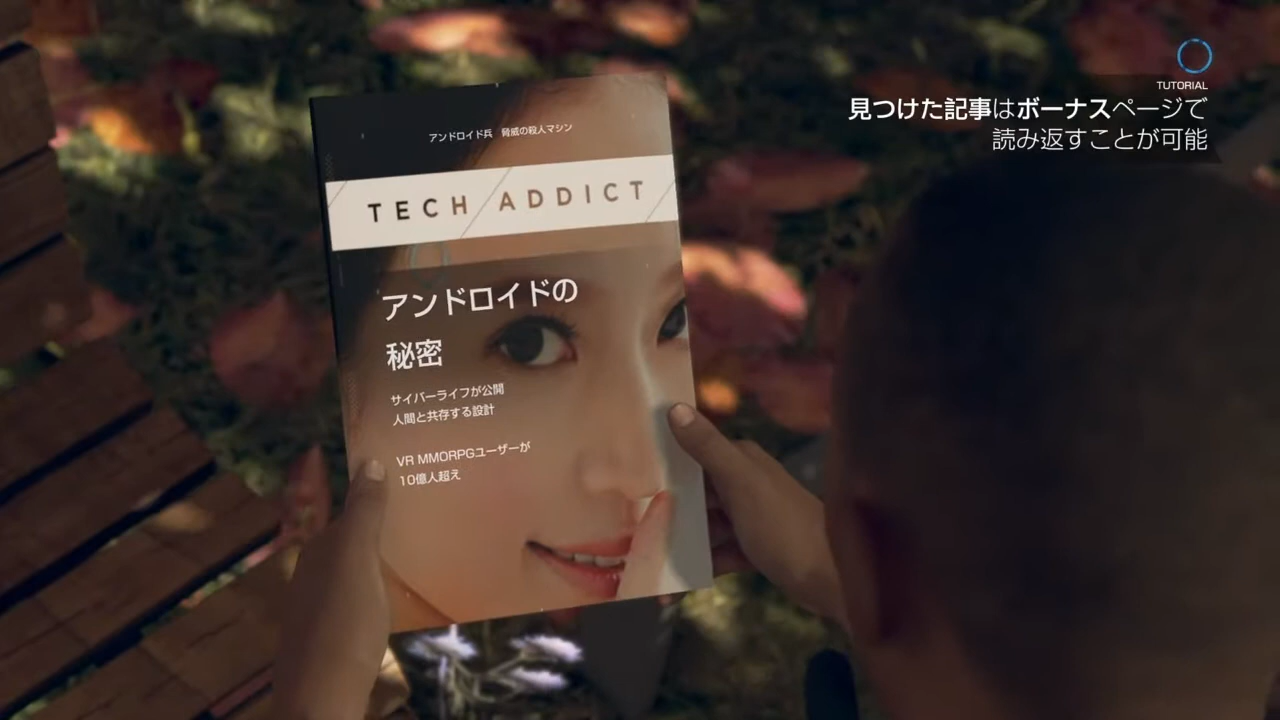 TUTORIAL
見つけた記事はボーナスページで
読み返すことが可能
アンドロイド兵 脅威の殺人マシン
TECH ADDICT
アンドロイドの
秘密
サイバーライフが公開
人間と共存する設計
VR MMORPGユーザーが
10億人超え